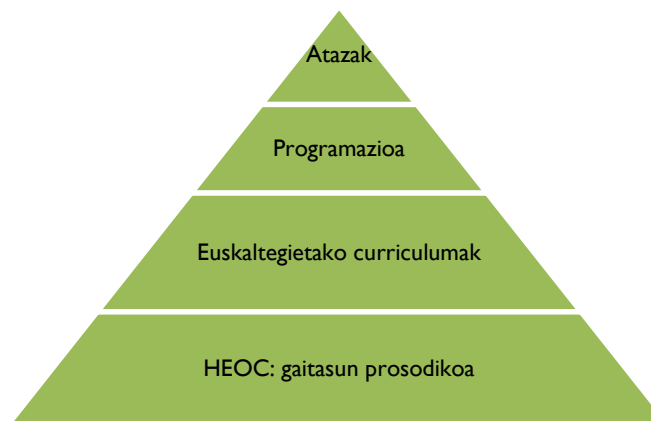 Atazak
Programazioa
Euskaltegietako curriculumak
HEOC: gaitasun prosodikoa